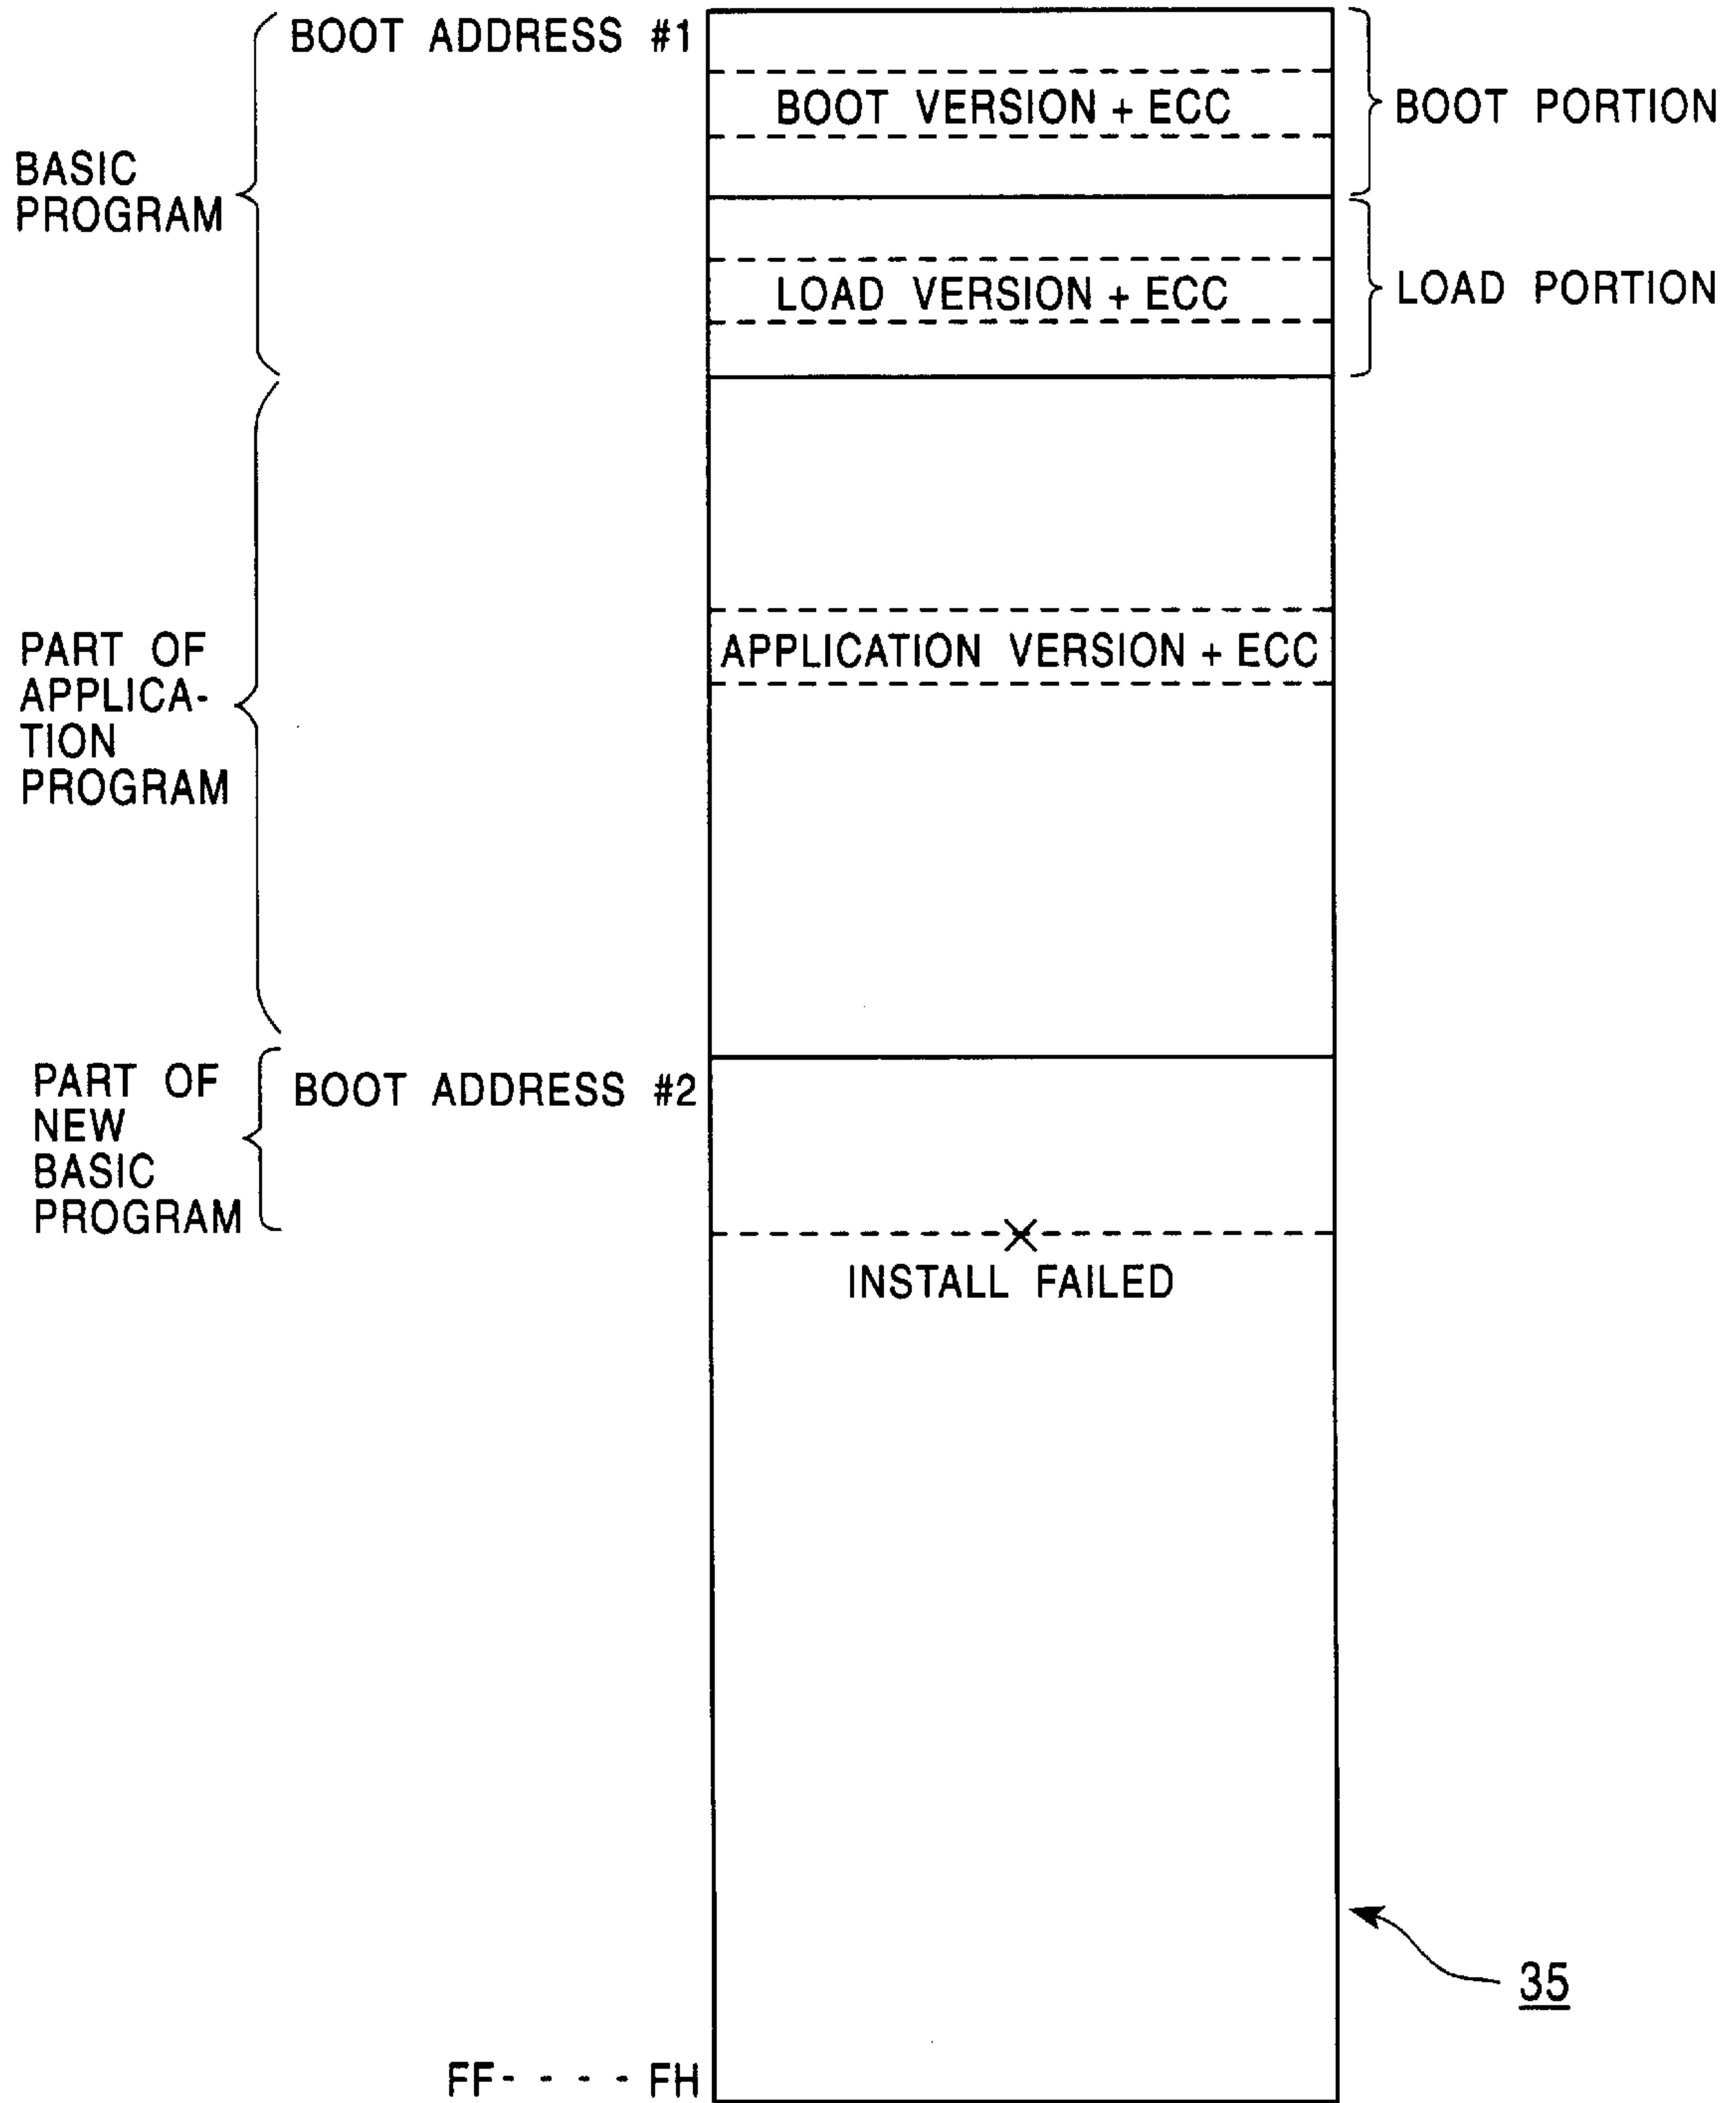 BOOT ADDRESS #1
BOOT VERSION + ECC
BOOT PORTION
BASIC
PROGRAM
LOAD VERSION + ECC
LOAD PORTION
PART OF
APPLICA-
TION
PROGRAM
APPLICATION VERSION + ECC
PART OF
NEW
BASIC
PROGRAM
BOOT ADDRESS #2
INSTALL FAILED
35
FF- - - - FH